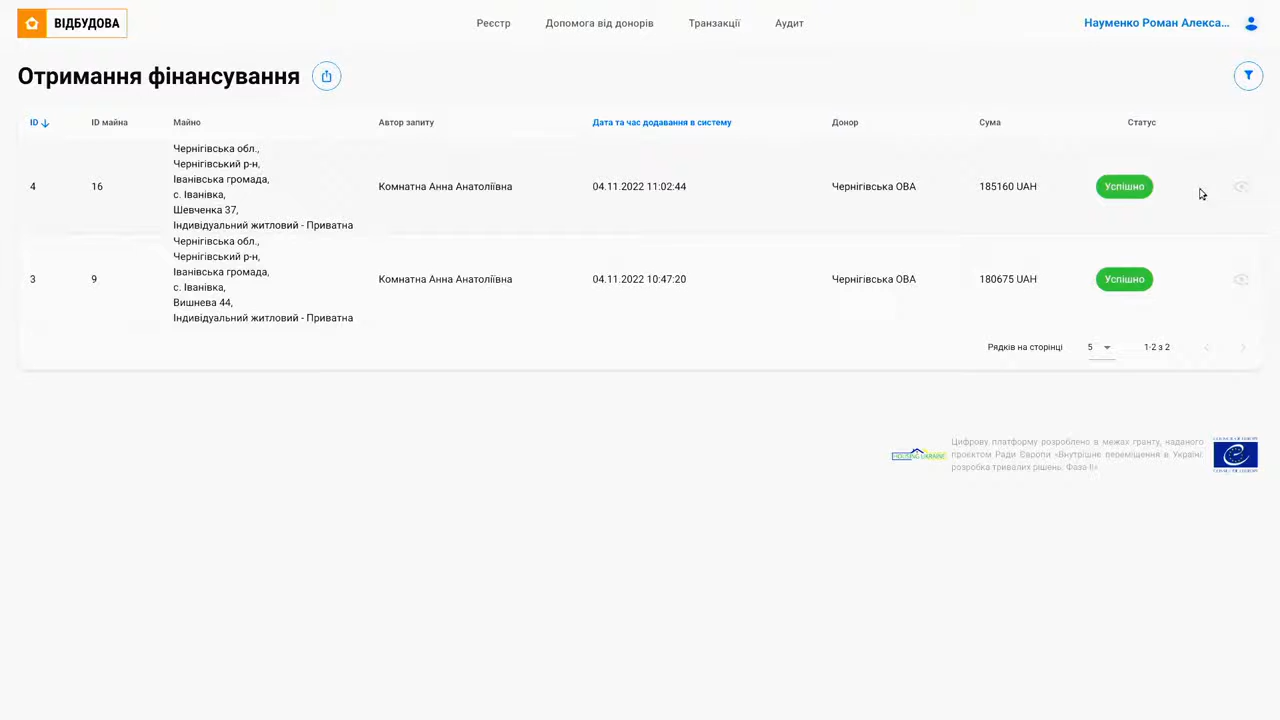 ВІДБУДОВА
Реєстр
Допомога від донорів
Транзакції
Аудит
Науменко Роман Алекса...
Отримання фінансування
ID
ID майна
Майно
Автор запиту
Дата та час додавання в систему
Донор
Сума
Статус
4
16
Чернігівська обл.,
Чернігівський р-н,
Іванівська громада,
с. Іванівка,
Шевченка 37,
Індивідуальний житловий - Приватна
Комнатна Анна Анатоліївна
04.11.2022 11:02:44
Чернігівська ОВА
185160 UAH
Успішно
3
9
Чернігівська обл.,
Чернігівський р-н,
Іванівська громада,
с. Іванівка,
Вишнева 44,
Індивідуальний житловий - Приватна
Комнатна Анна Анатоліївна
04.11.2022 10:47:20
Чернігівська ОВА
180675 UAH
Успішно
Рядків на сторінці
5
1-2 з 2
HOUSING UKRAINE
Цифрову платформу розроблено в межах гранту, наданого
проєктом Ради Європи «Внутрішнє переміщення в Україні:
розробка тривалих рішень. Фаза II»